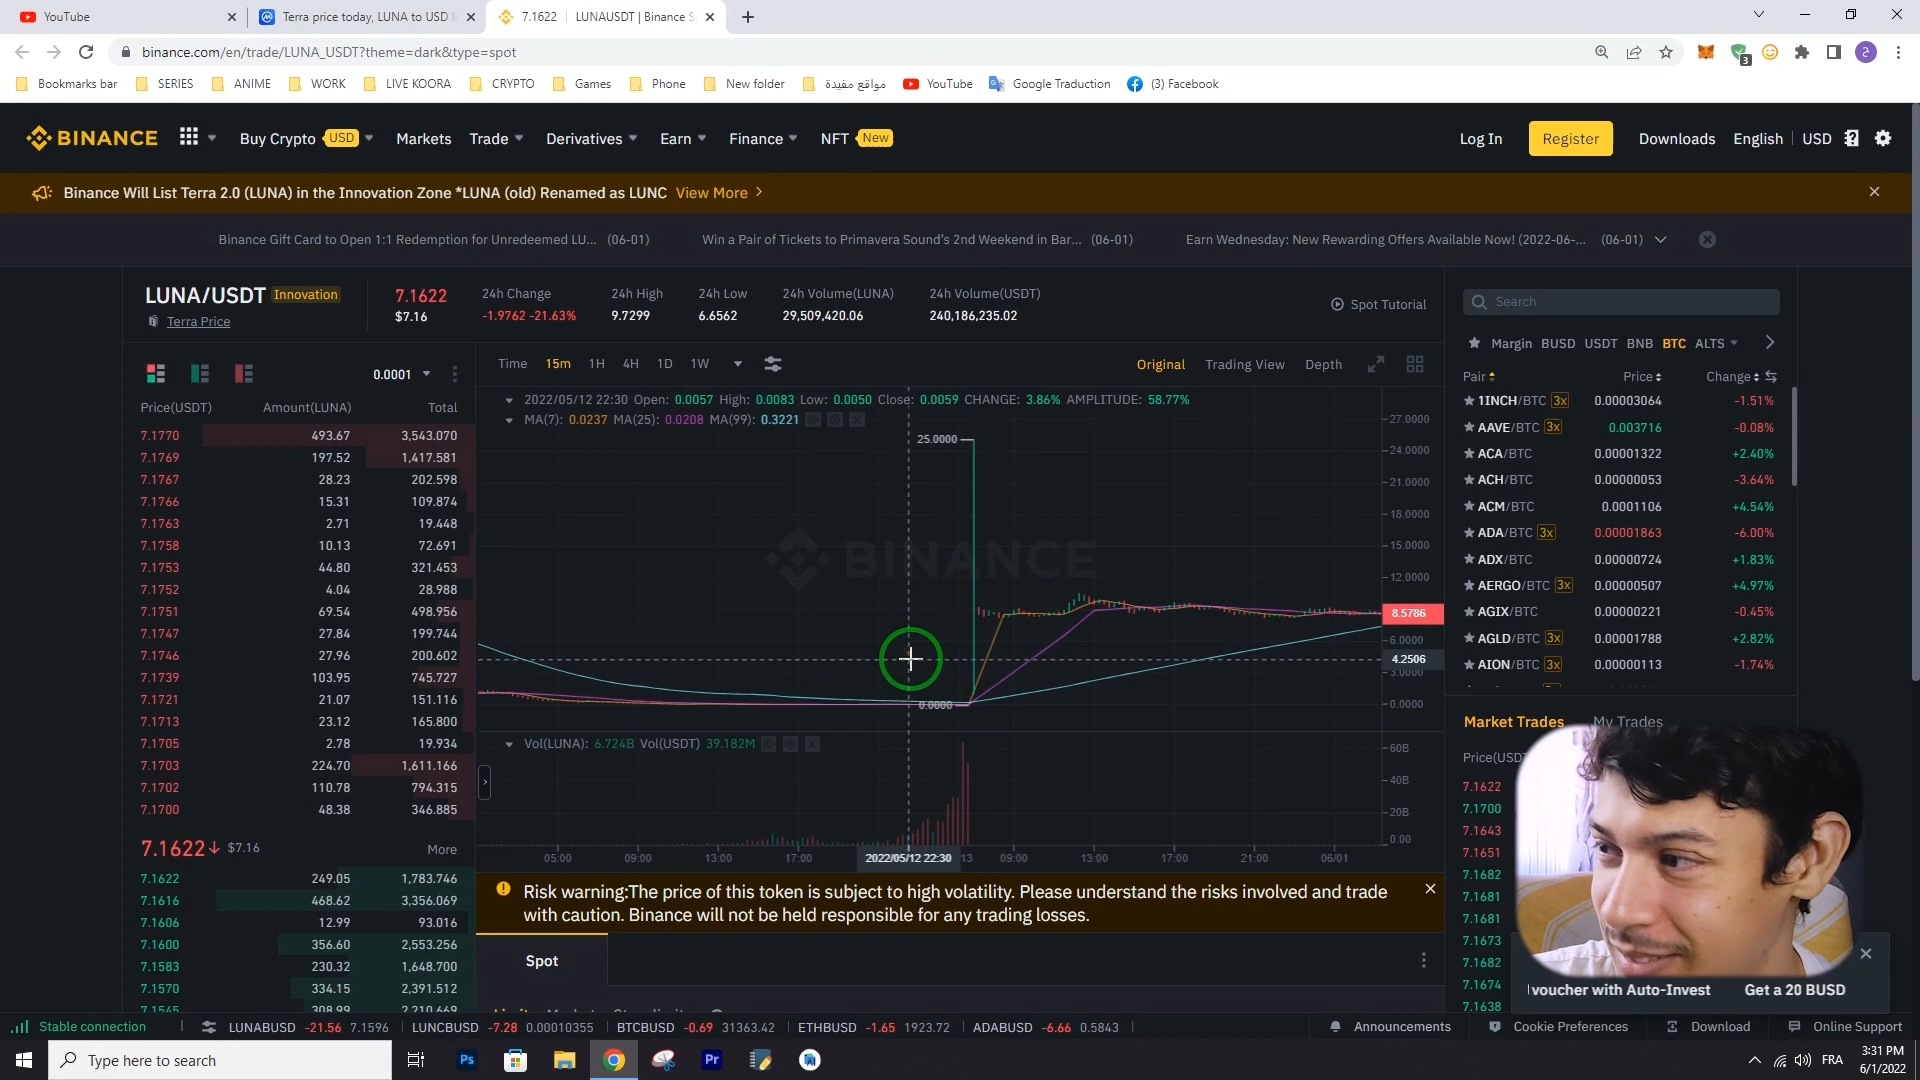 YouTube
Terra price today, LUNA to USD li
7.1622 | LUNAUSDT | Binance S
binance.com/en/trade/LUNA_USDT?theme=dark&type=spot
3
Bookmarks bar SERIES ANIME WORK LIVE KOORA CRYPTO Games Phone New folder مواقع مفيدة YouTube Google Traduction (3) Facebook
BINANCE Buy Crypto USD Markets Trade Derivatives Earn Finance NFT New Log In Register Downloads English USD
Binance Will List Terra 2.0 (LUNA) in the Innovation Zone *LUNA (old) Renamed as LUNC View More
Binance Gift Card to Open 1:1 Redemption for Unredeemed LU... (06-01) Win a Pair of Tickets to Primavera Sound's 2nd Weekend in Bar... (06-01) Earn Wednesday: New Rewarding Offers Available Now! (2022-06-... (06-01)
LUNA/USDT Innovation
Terra Price
7.1622
$7.16
24h Change
-1.9762 -21.63%
24h High
9.7299
24h Low
6.6562
24h Volume(LUNA)
29,509,420.06
24h Volume(USDT)
240,186,235.02
Spot Tutorial
0.0001
Price(USDT) Amount(LUNA) Total
7.1770 493.67 3,543.070
7.1769 197.52 1,417.581
7.1767 28.23 202.598
7.1766 15.31 109.874
7.1763 2.71 19.448
7.1758 10.13 72.691
7.1753 44.80 321.453
7.1752 4.04 28.988
7.1751 69.54 498.956
7.1747 27.84 199.744
7.1746 27.96 200.602
7.1739 103.95 745.727
7.1721 21.07 151.116
7.1713 23.12 165.800
7.1705 2.78 19.934
7.1703 224.70 1,611.166
7.1702 110.78 794.315
7.1700 48.38 346.885
7.1622 $7.16 More
7.1622 249.05 1,783.746
7.1616 468.62 3,356.069
7.1606 12.99 93.016
7.1600 356.60 2,553.256
7.1583 230.32 1,648.700
7.1570 334.15 2,391.512
7.1545 308.99 2,210.669
Time 15m 1H 4H 1D 1W Original Trading View Depth
2022/05/12 22:30 Open: 0.0057 High: 0.0083 Low: 0.0050 Close: 0.0059 CHANGE: 3.86% AMPLITUDE: 58.77%
MA(7): 0.0237 MA(25): 0.0208 MA(99): 0.3221
25.0000
BINANCE
0.0000
27.0000
24.0000
21.0000
18.0000
15.0000
12.0000
8.5786
6.0000
4.2506
3.0000
0.0000
Vol(LUNA): 6.724B Vol(USDT) 39.182M
60B
40B
20B
0.00
05:00 09:00 13:00 17:00 2022/05/12 22:30 13 09:00 13:00 17:00 21:00 06/01
Risk warning:The price of this token is subject to high volatility. Please understand the risks involved and trade
with caution. Binance will not be held responsible for any trading losses.
Spot
Search
Margin BUSD USDT BNB BTC ALTS
Pair Price Change
1INCH/BTC 3x 0.00003064 -1.51%
AAVE/BTC 3x 0.003716 -0.08%
ACA/BTC 0.00001322 +2.40%
ACH/BTC 0.00000053 -3.64%
ACM/BTC 0.0001106 +4.54%
ADA/BTC 3x 0.00001863 -6.00%
ADX/BTC 0.00000724 +1.83%
AERGO/BTC 3x 0.00000507 +4.97%
AGIX/BTC 0.00000221 -0.45%
AGLD/BTC 3x 0.00001788 +2.82%
AION/BTC 3x 0.00000113 -1.74%
Market Trades My Trades
Price(USD
7.1622
7.1700
7.1643
7.1651
7.1682
7.1681
7.1681
7.1673
7.1682
7.1674
7.1638
voucher with Auto-Invest Get a 20 BUSD
Stable connection LUNABUSD -21.56 7.1596 LUNCBUSD -7.28 0.00010355 BTCBUSD -0.69 31363.42 ETHBUSD -1.65 1923.72 ADABUSD -6.66 0.5843 Announcements Cookie Preferences Download Online Support
Type here to search
Ps
Pr
FRA
3:31 PM
6/1/2022